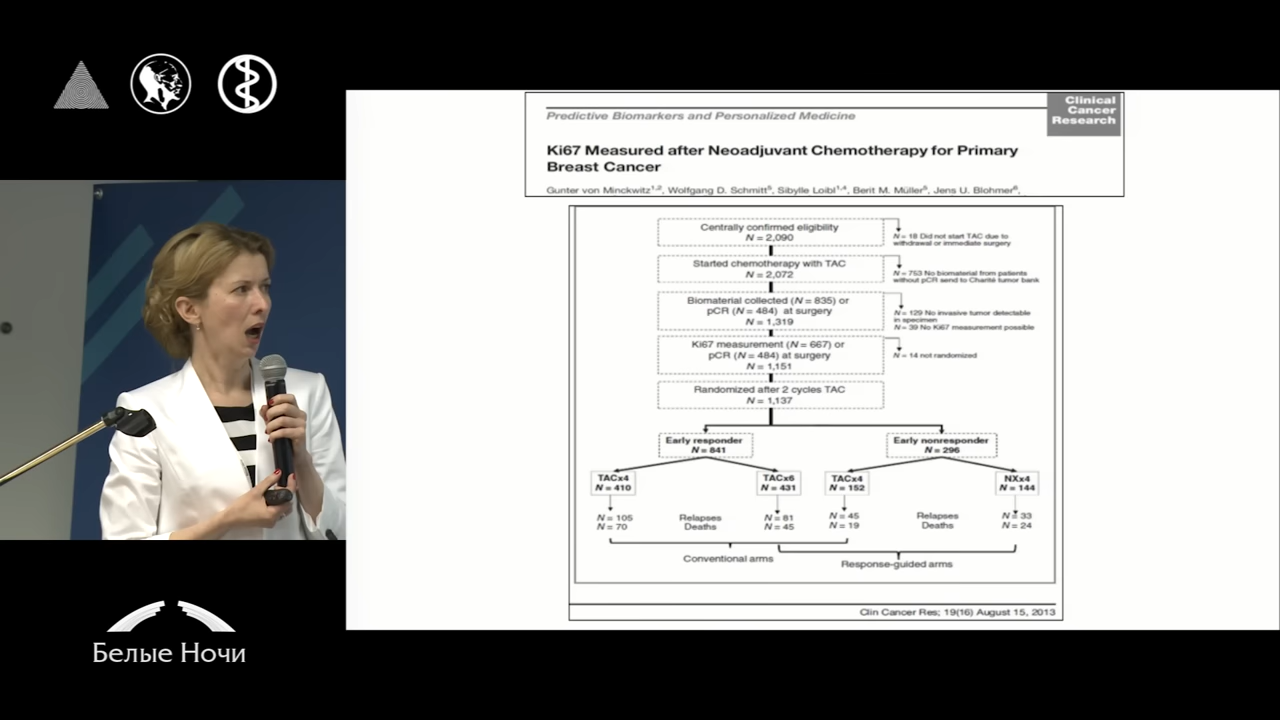 Predictive Biomarkers and Personalized Medicine
Clinical
Cancer
Research
Ki67 Measured after Neoadjuvant Chemotherapy for Primary
Breast Cancer
Gunter von Minckwitz1,2, Wolfgang D. Schmitt5, Sibylle Loibl1,4, Berit M. Müller5, Jens U. Blohmer6,
Centrally confirmed eligibility
N = 2,090
N = 18 Did not start TAC due to
withdrawal or immediate surgery
Started chemotherapy with TAC
N = 2,072
N = 753 No biomaterial from patients
without pCR send to Charité tumor bank
Biomaterial collected (N = 835) or
pCR (N = 484) at surgery
N = 1,319
N = 129 No invasive tumor detectable
in specimen
N = 39 No Ki67 measurement possible
Ki67 measurement (N = 667) or
pCR (N = 484) at surgery
N = 1,151
N = 14 not randomized
Randomized after 2 cycles TAC
N = 1,137
Early responder
N = 841
Early nonresponder
N = 296
TACx4
N = 410
TACx6
N = 431
TACx4
N = 152
NXx4
N = 144
N = 105 Relapses N = 81 N = 45 Relapses N = 33
N = 70 Deaths N = 45 N = 19 Deaths N = 24
Conventional arms
Response-guided arms
Clin Cancer Res; 19(16) August 15, 2013
Белые Ночи